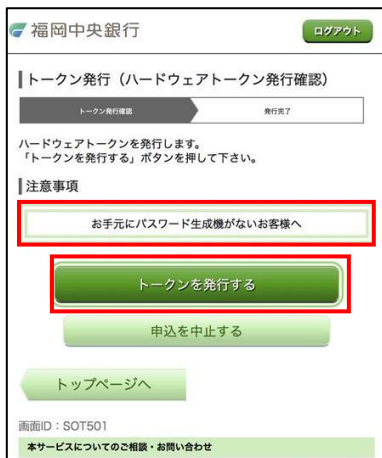 福岡中央銀行
ログアウト
トークン発行（ハードウェアトークン発行確認）
トークン発行確認
発行完了
ハードウェアトークンを発行します。
「トークンを発行する」ボタンを押して下さい。
注意事項
お手元にパスワード生成機がないお客様へ
トークンを発行する
申込を中止する
トップページへ
画面ID：SOT501
本サービスについてのご相談・お問い合わせ